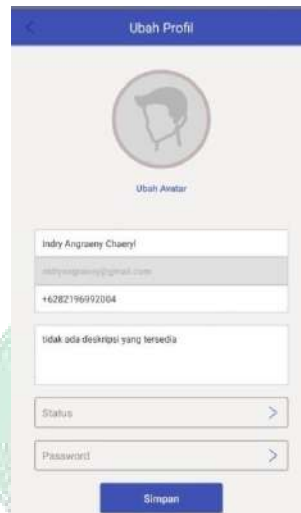 Ubah Profil
Ubah Avatar
Indry Angraeny Chaeryl
+6282196992004
tidak ada deskripsi yang tersedia
Status
Password
Simpan